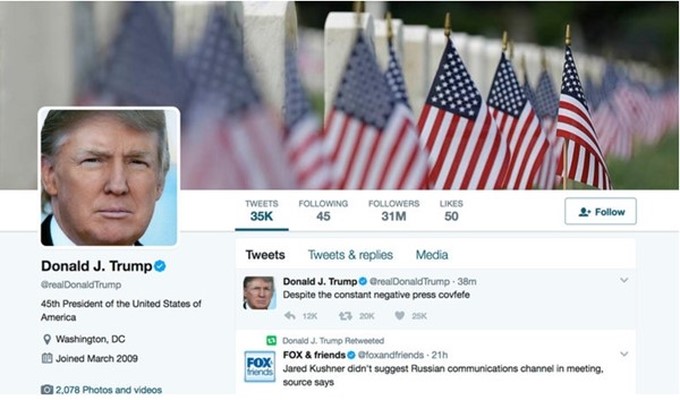 TWEETS FOLLOWING FOLLOWERS LIKES
35K 45 31M 50
Follow
Donald J. Trump
@realDonaldTrump
45th President of the United States of
America
Washington, DC
Joined March 2009
2,078 Photos and videos
Tweets Tweets & replies Media
Donald J. Trump @realDonaldTrump · 38m
Despite the constant negative press covfefe
12K 20K 25K
Donald J. Trump Retweeted
FOX & friends @foxandfriends · 21h
FOX
friends
Jared Kushner didn't suggest Russian communications channel in meeting,
source says